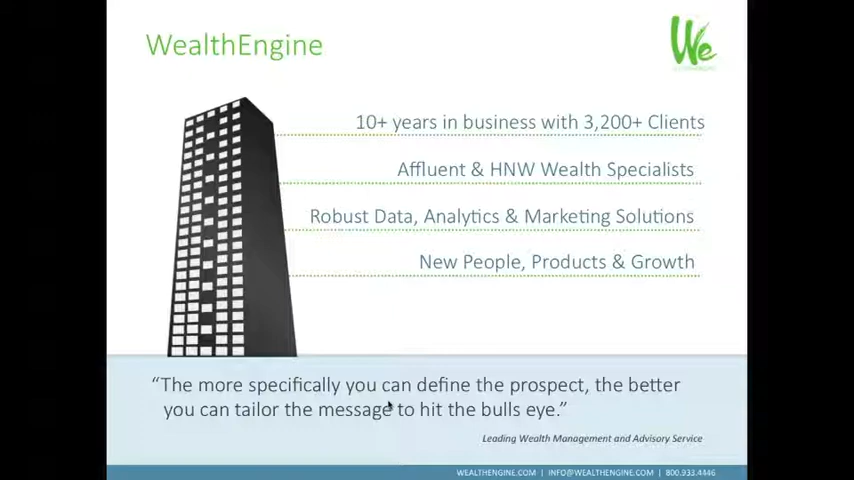 WealthEngine
We
10+ years in business with 3,200+ Clients
Affluent & HNW Wealth Specialists
Robust Data, Analytics & Marketing Solutions
New People, Products & Growth
“The more specifically you can define the prospect, the better
you can tailor the message to hit the bulls eye.”
Leading Wealth Management and Advisory Service
WEALTHENGINE.COM | INFO@WEALTHENGINE.COM | 800.933.4446